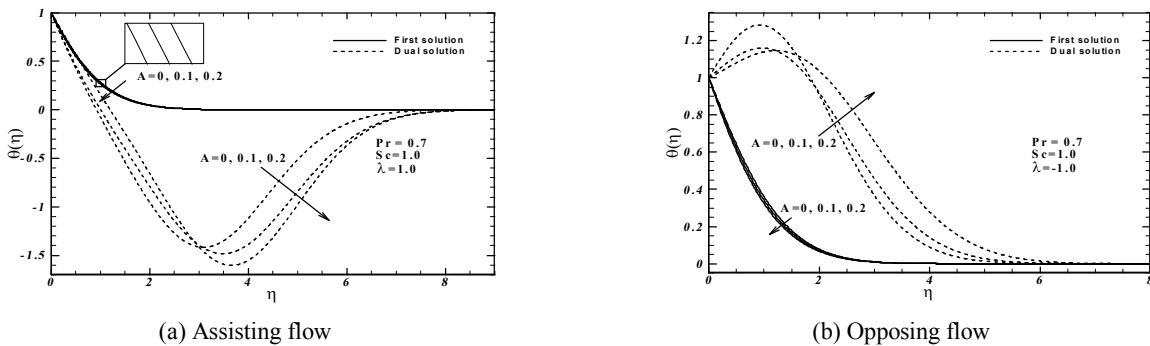 First solution
Dual solution
A=0, 0.1, 0.2
A=0, 0.1, 0.2
Pr = 0.7
Sc=1.0
λ=1.0
θ(η)
1
0.5
0
-0.5
-1
-1.5
0 2 4 6 8
η
(a) Assisting flow
First solution
Dual solution
A=0, 0.1, 0.2
Pr = 0.7
Sc=1.0
λ=-1.0
A=0, 0.1, 0.2
θ(η)
1.2
1
0.8
0.6
0.4
0.2
0
0 2 4 6 8
η
(b) Opposing flow